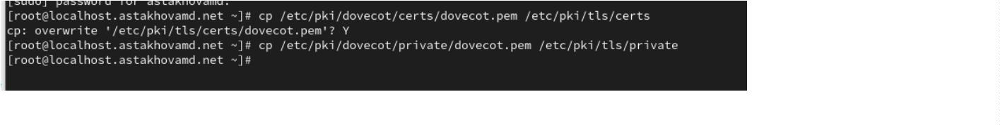 [sudo] password for astakhovamd:
[root@localhost.astakhovamd.net ~]# cp /etc/pki/dovecot/certs/dovecot.pem /etc/pki/tls/certs
cp: overwrite '/etc/pki/tls/certs/dovecot.pem'? Y
[root@localhost.astakhovamd.net ~]# cp /etc/pki/dovecot/private/dovecot.pem /etc/pki/tls/private
[root@localhost.astakhovamd.net ~]#